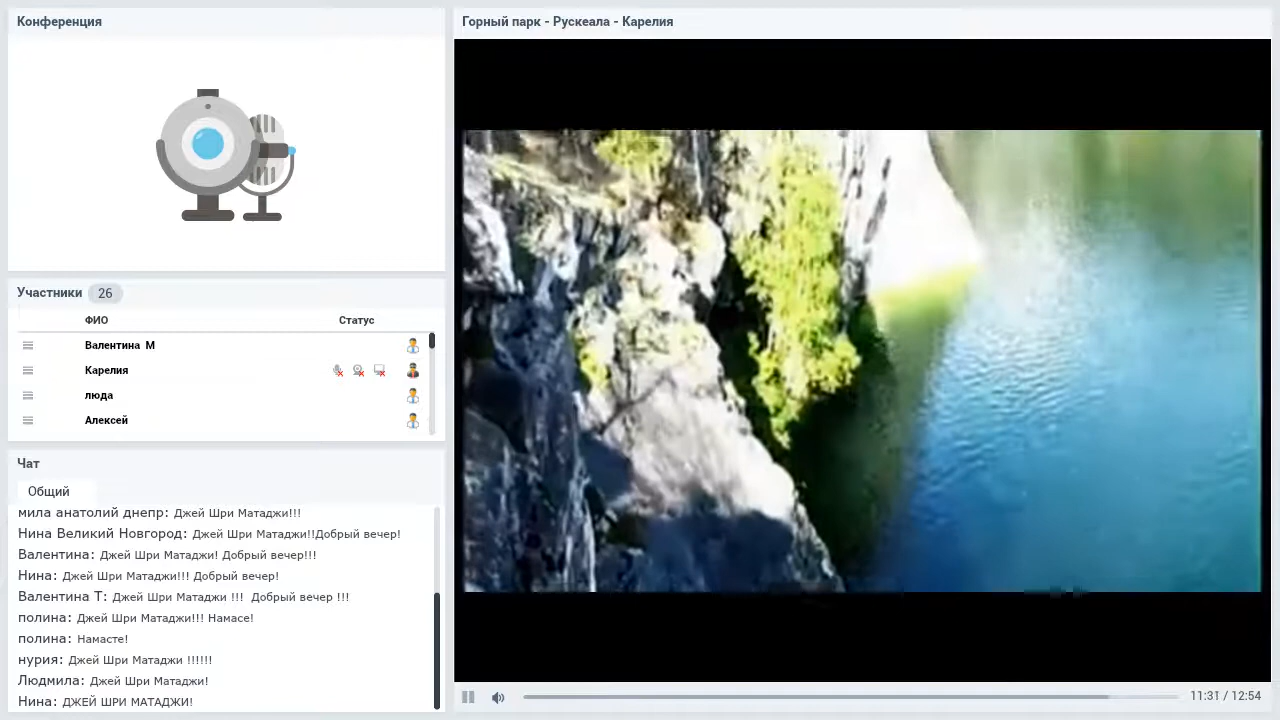 Конференция
Горный парк - Рускеала - Карелия
Участники 26
ФИО Статус
Валентина М
Карелия
люда
Алексей
Чат
Общий
мила анатолий днепр: Джей Шри Матаджи!!!
Нина Великий Новгород: Джей Шри Матаджи!!Добрый вечер!
Валентина: Джей Шри Матаджи! Добрый вечер!!!
Нина: Джей Шри Матаджи!!! Добрый вечер!
Валентина Т: Джей Шри Матаджи !!! Добрый вечер !!!
полина: Джей Шри Матаджи!!! Намасе!
полина: Намасте!
нурия: Джей Шри Матаджи !!!!!!
Людмила: Джей Шри Матаджи!
Нина: ДЖЕЙ ШРИ МАТАДЖИ!
11:31 / 12:54